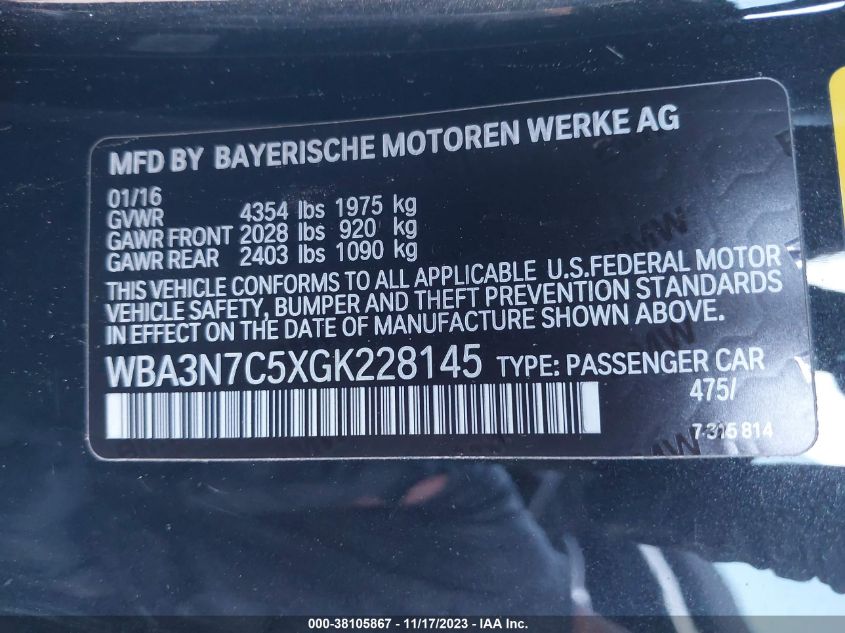 MFD BY BAYERISCHE MOTOREN WERKE AG
01/16
GVWR 4354 lbs 1975 kg
GAWR FRONT 2028 lbs 920 kg
GAWR REAR 2403 lbs 1090 kg
THIS VEHICLE CONFORMS TO ALL APPLICABLE U.S.FEDERAL MOTOR
VEHICLE SAFETY, BUMPER AND THEFT PREVENTION STANDARDS
IN EFFECT ON THE DATE OF MANUFACTURE SHOWN ABOVE.
WBA3N7C5XGK228145 TYPE: PASSENGER CAR
475/
7 315 814
000-38105867 - 11/17/2023 - IAAI.com